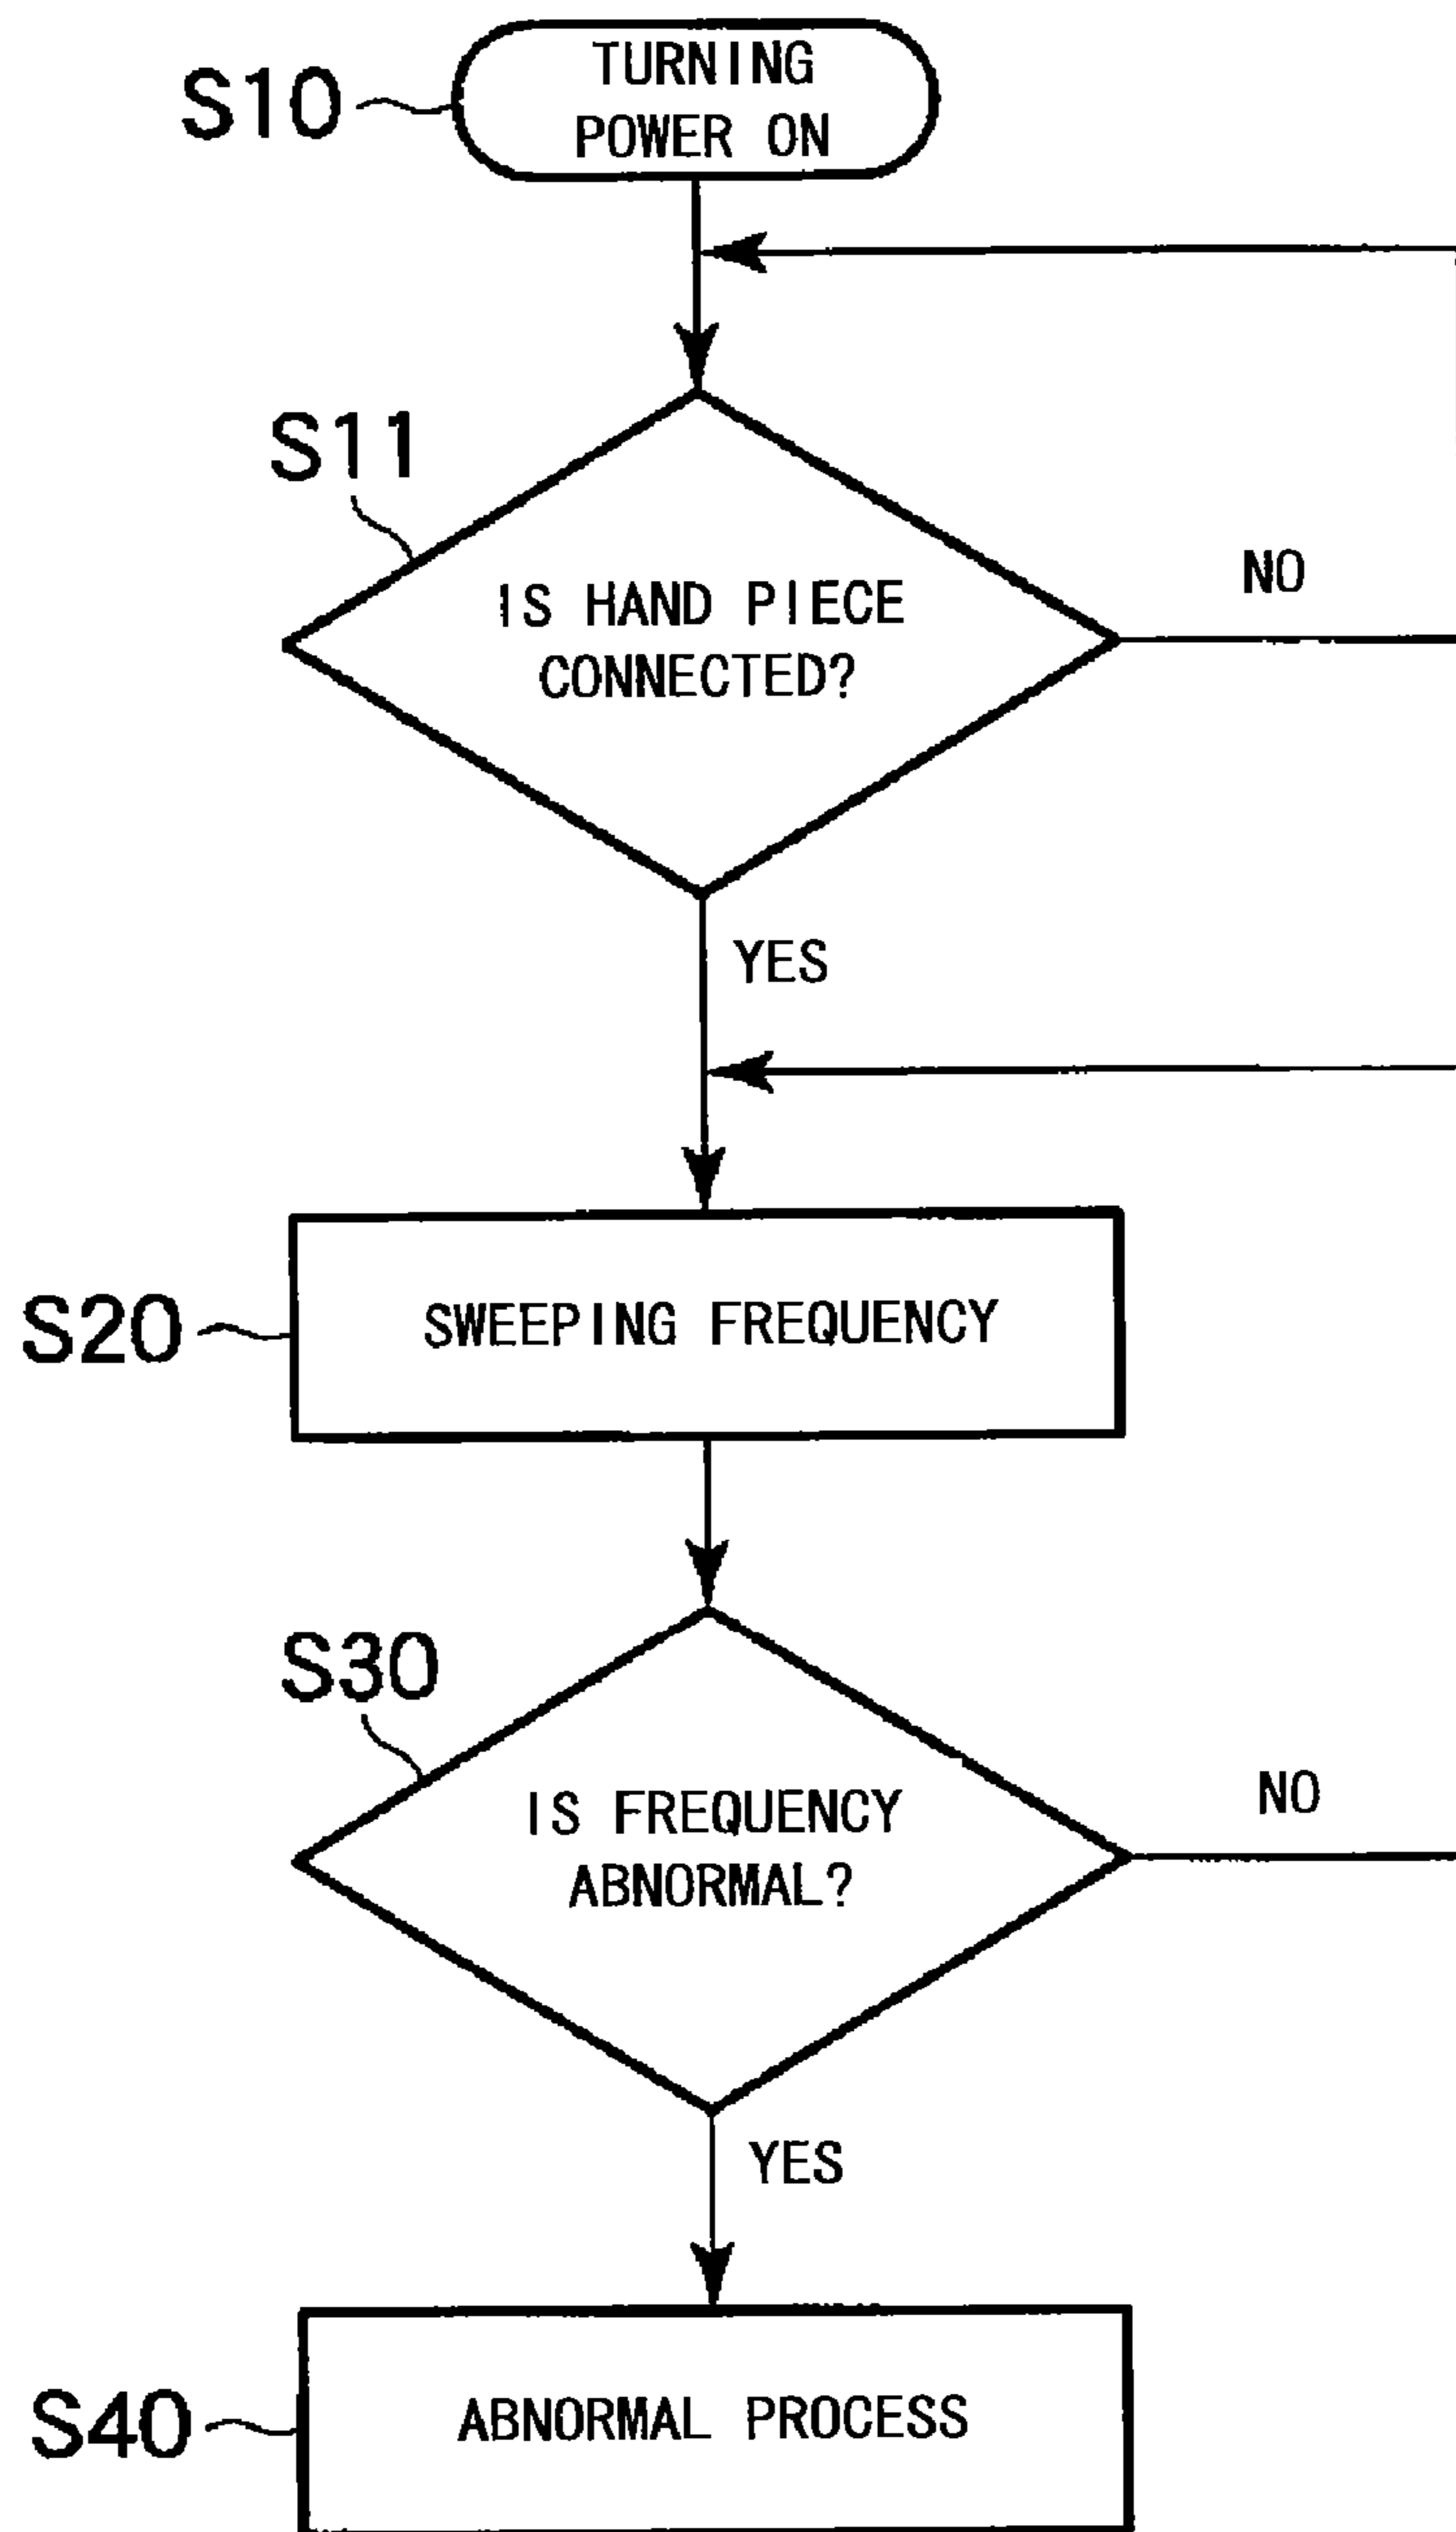 S10
TURNING
POWER ON
S11
IS HAND PIECE
CONNECTED?
NO
YES
S20
SWEEPING FREQUENCY
S30
IS FREQUENCY
ABNORMAL?
NO
YES
S40
ABNORMAL PROCESS